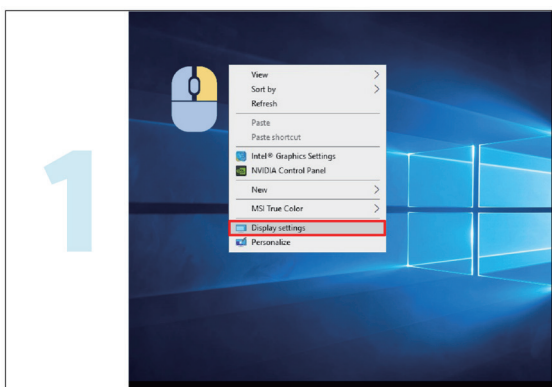 1
View
Sort by
Refresh
Paste
Paste shortcut
Intel® Graphics Settings
NVIDIA Control Panel
New
MSI True Color
Display settings
Personalize